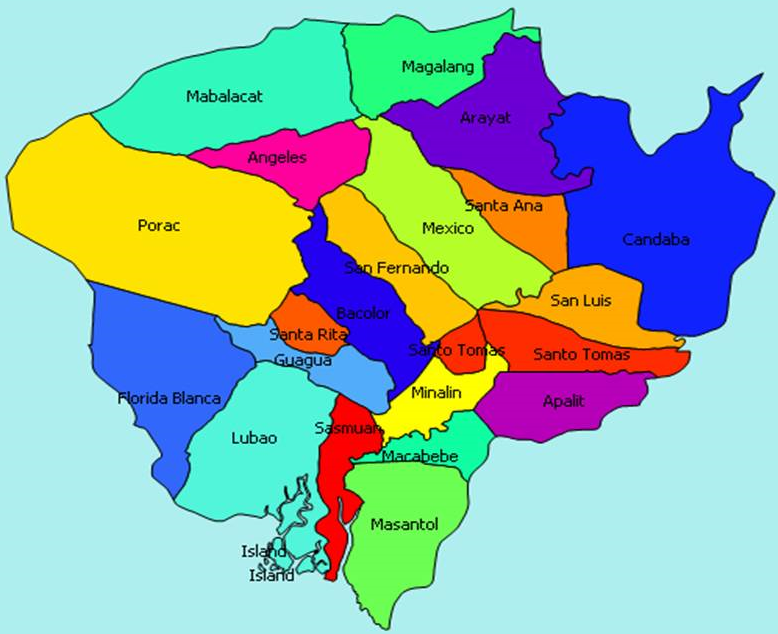 Magalang
Mabalacat
Arayat
Angeles
Santa Ana
Porac
Mexico
Candaba
San Fernando
San Luis
Bacolor
Santa Rita
Santo Tomas
Santo Tomas
Guagua
Minalin
Florida Blanca
Apalit
Sasmuan
Lubao
Macabebe
Masantol
Island
Island